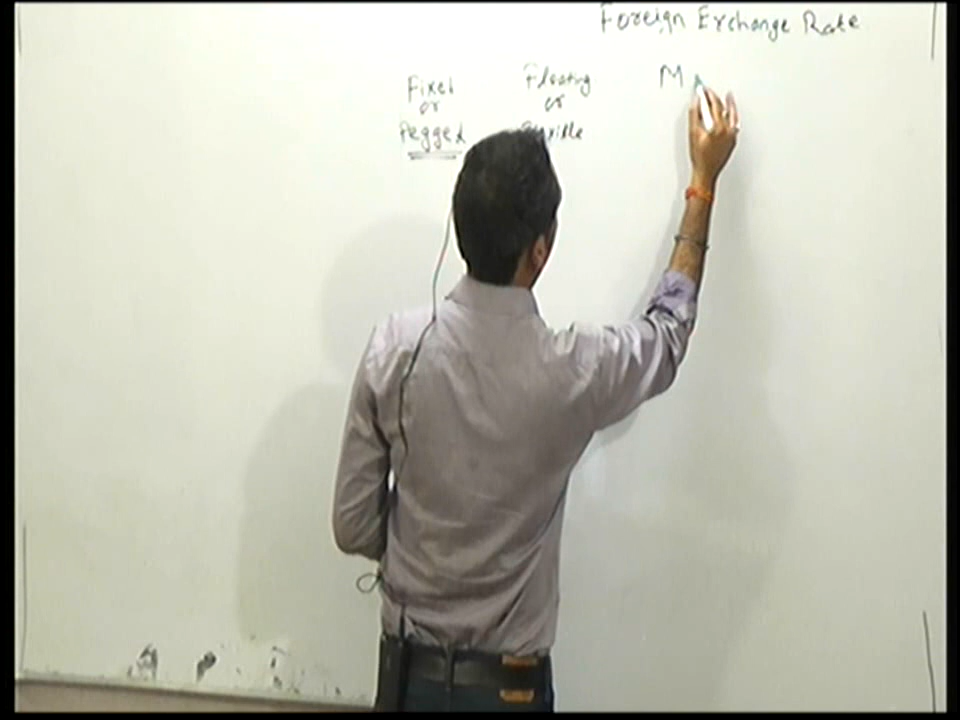 Foreign Exchange Rate
Fixed
or
Pegged
Floating
or
M